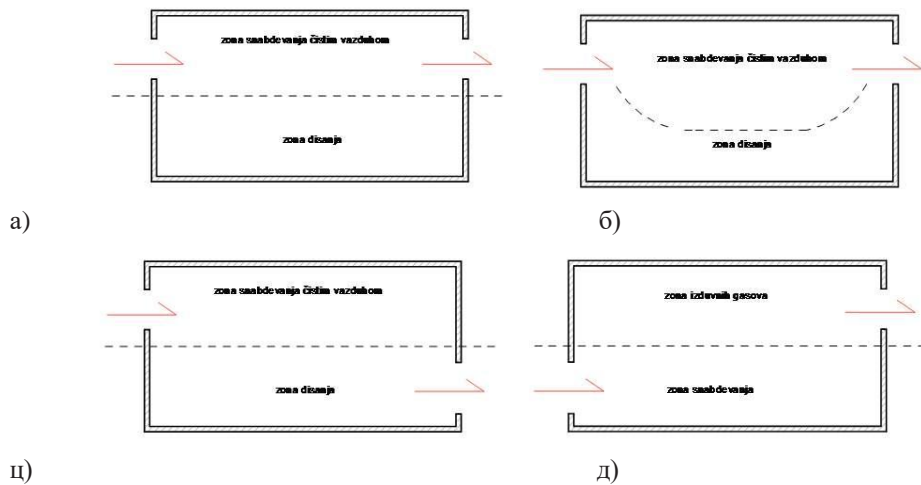 zona snabdevanja čistim vazduhom
zona disanja
а)
zona snabdevanja čistim vazduhom
zona disanja
б)
zona snabdevanja čistim vazduhom
zona disanja
ц)
zona izduvnih gasova
zona snabdevanja
д)